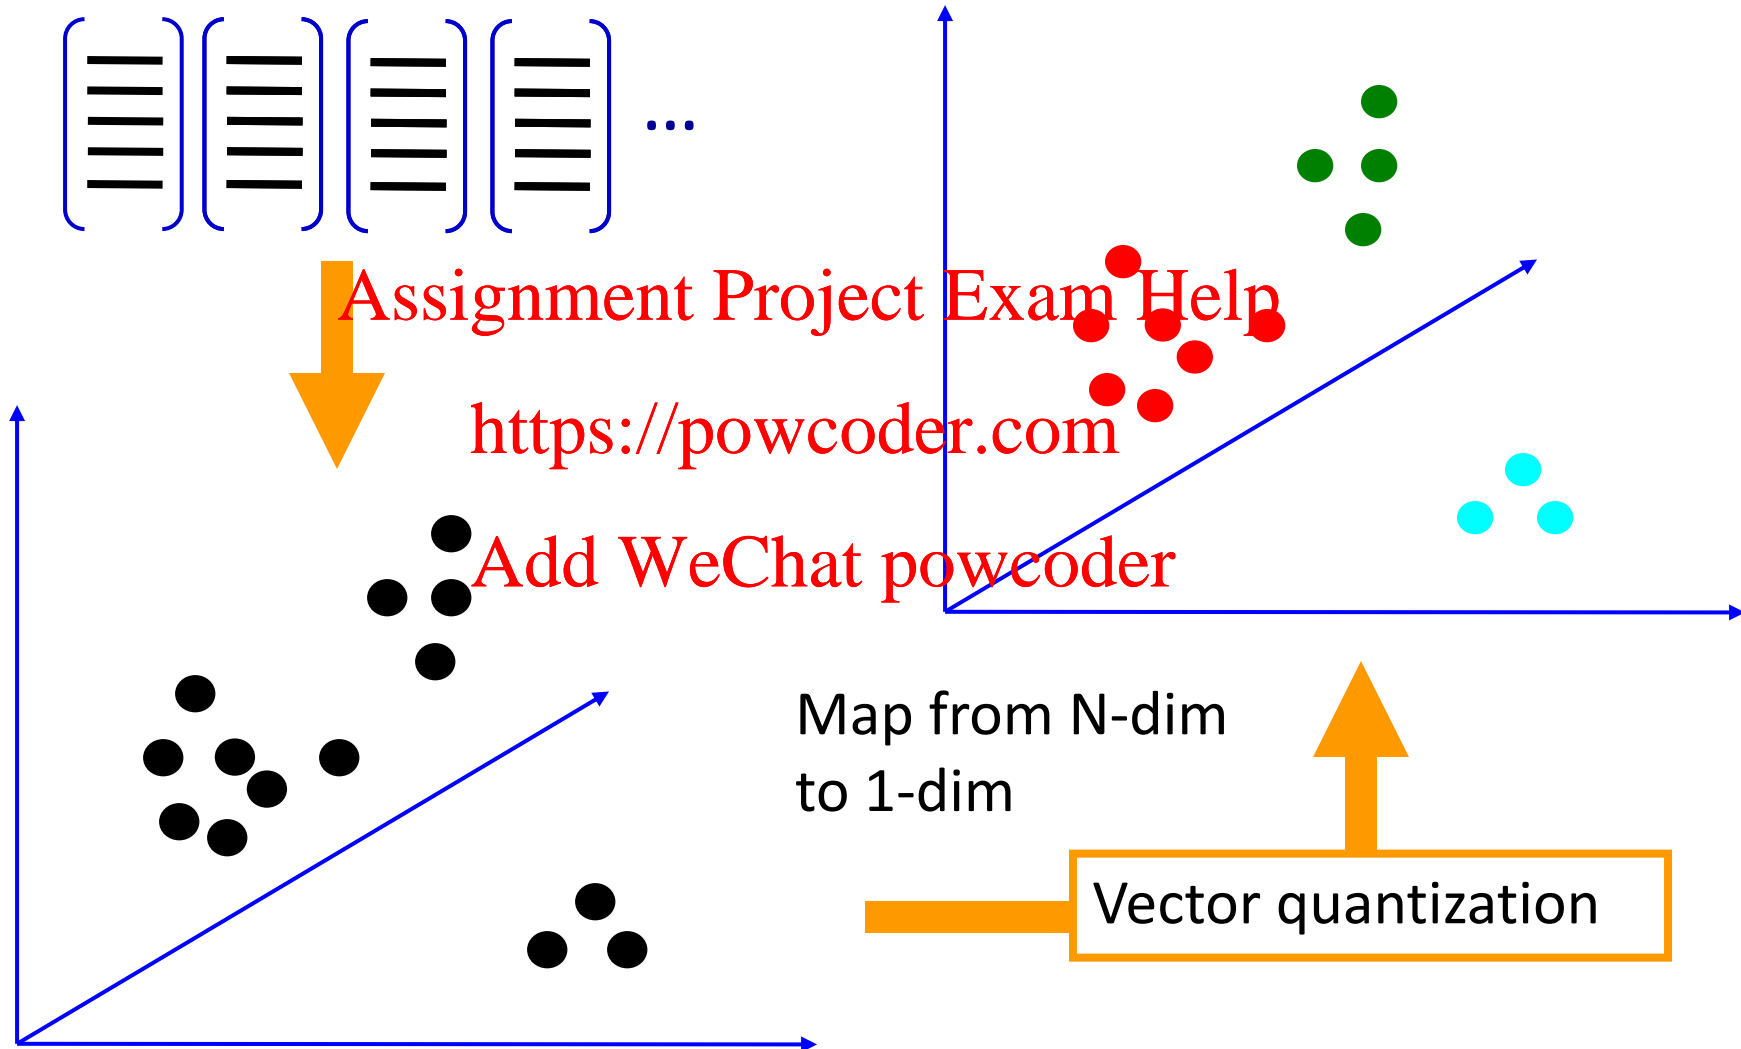 ...
Assignment Project Exam Help
https://powcoder.com
Add WeChat powcoder
Map from N-dim
to 1-dim
Vector quantization